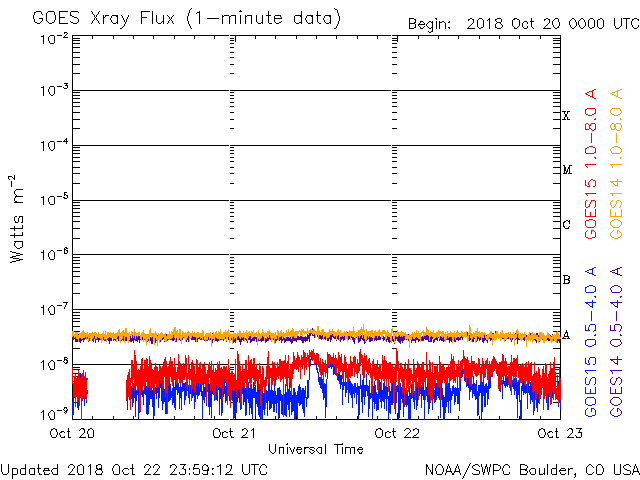 GOES Xray Flux (1-minute data)
Begin: 2018 Oct 20 0000 UTC
10⁻²
10⁻³
10⁻⁴
10⁻⁵
10⁻⁶
10⁻⁷
10⁻⁸
10⁻⁹
Watts m⁻²
X
M
C
B
A
GOES15 1.0-8.0 A
GOES14 1.0-8.0 A
GOES15 0.5-4.0 A
GOES14 0.5-4.0 A
Oct 20 Oct 21 Oct 22 Oct 23
Universal Time
Updated 2018 Oct 22 23:59:12 UTC
NOAA/SWPC Boulder, CO USA